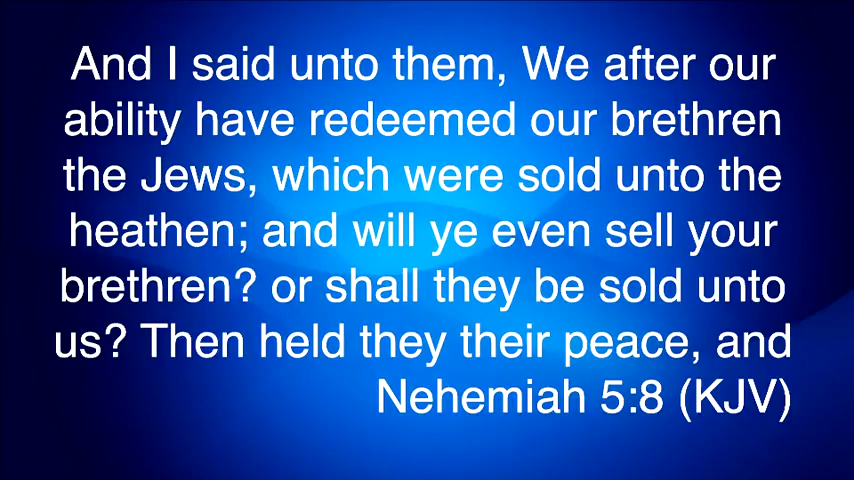 And I said unto them, We after our
ability have redeemed our brethren
the Jews, which were sold unto the
heathen; and will ye even sell your
brethren? or shall they be sold unto
us? Then held they their peace, and
Nehemiah 5:8 (KJV)